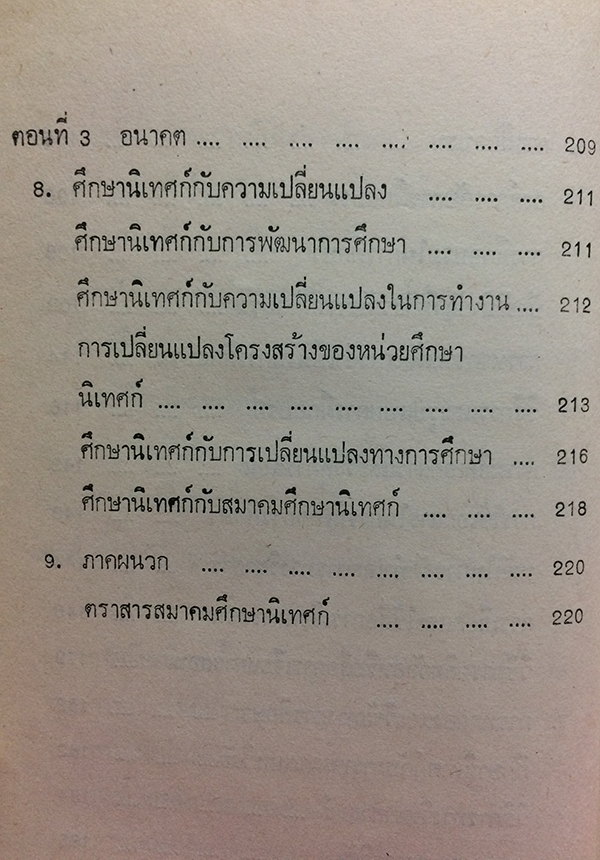 ตอนที่ 3 อนาคต .... .... .... .... .... .... .... .... 209
8. ศึกษานิเทศก์กับความเปลี่ยนแปลง .... .... .... 211
ศึกษานิเทศก์กับการพัฒนาการศึกษา .... .... .... 211
ศึกษานิเทศก์กับความเปลี่ยนแปลงในการทำงาน .... 212
การเปลี่ยนแปลงโครงสร้างของหน่วยศึกษา
นิเทศก์ .... .... .... .... .... .... .... .... .... 213
ศึกษานิเทศก์กับการเปลี่ยนแปลงทางการศึกษา .... 216
ศึกษานิเทศก์กับสมาคมศึกษานิเทศก์ .... .... .... 218
9. ภาคผนวก .... .... .... .... .... .... .... .... 220
ตราสารสมาคมศึกษานิเทศก์ .... .... .... .... 220